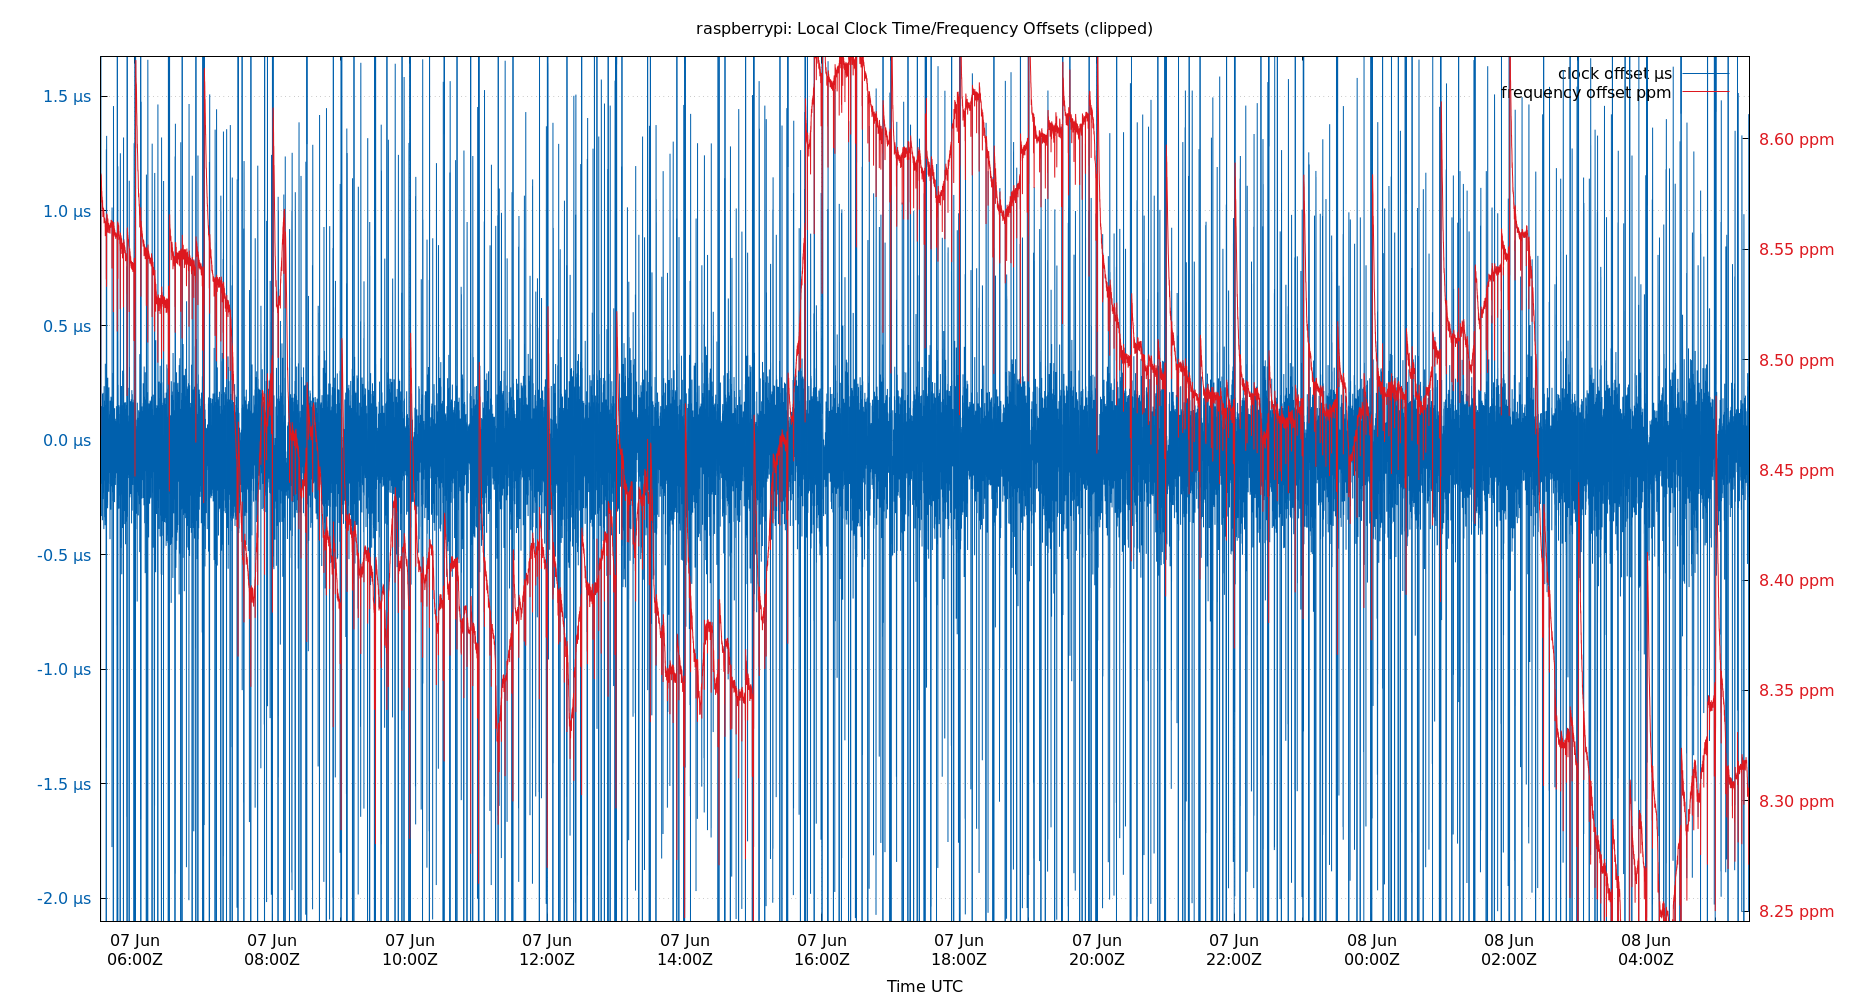 raspberrypi: Local Clock Time/Frequency Offsets (clipped)
clock offset µs
frequency offset ppm
1.5 µs
1.0 µs
0.5 µs
0.0 µs
-0.5 µs
-1.0 µs
-1.5 µs
-2.0 µs
8.60 ppm
8.55 ppm
8.50 ppm
8.45 ppm
8.40 ppm
8.35 ppm
8.30 ppm
8.25 ppm
07 Jun 07 Jun 07 Jun 07 Jun 07 Jun 07 Jun 07 Jun 07 Jun 07 Jun 08 Jun 08 Jun 08 Jun
06:00Z 08:00Z 10:00Z 12:00Z 14:00Z 16:00Z 18:00Z 20:00Z 22:00Z 00:00Z 02:00Z 04:00Z
Time UTC